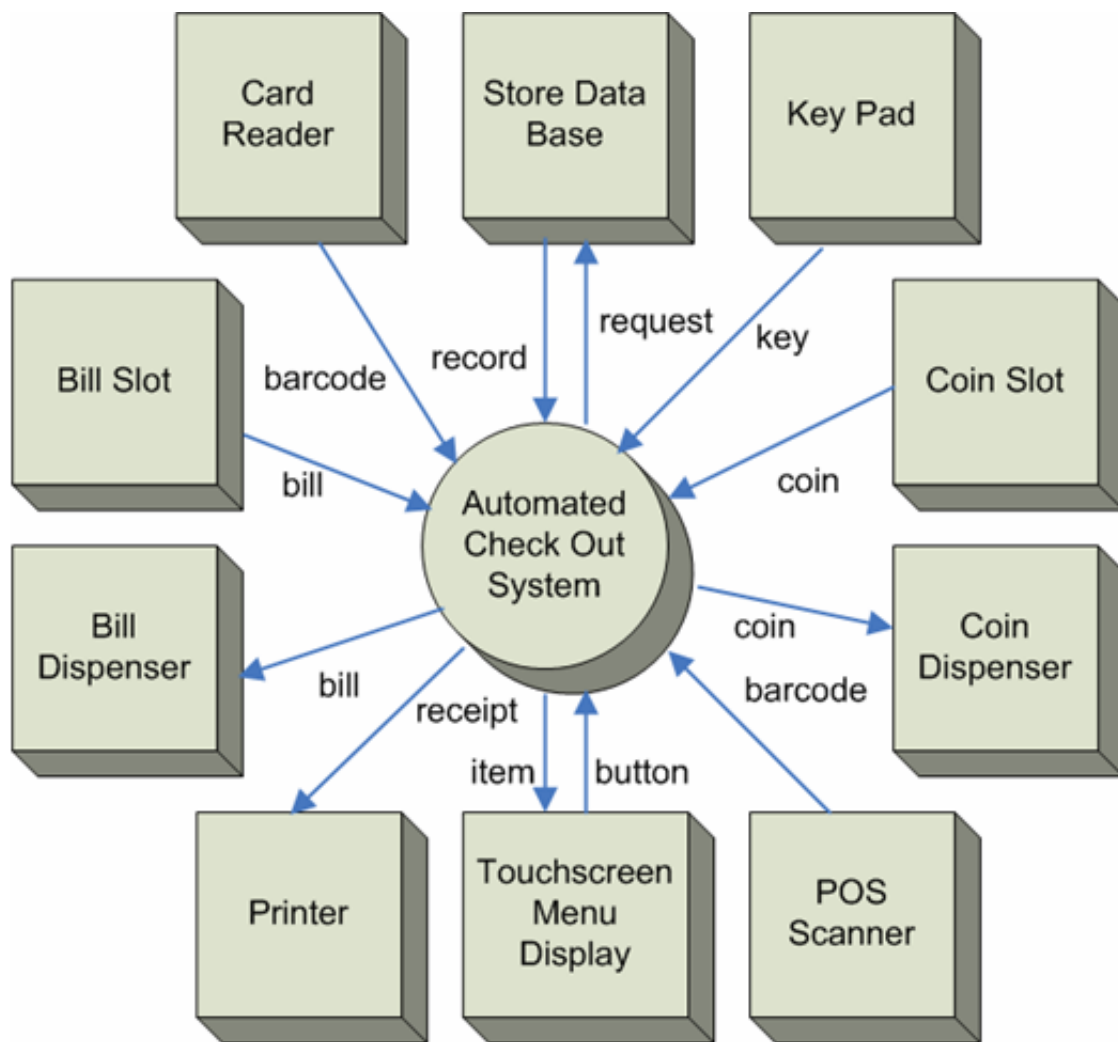 Card
Reader
Store Data
Base
Key Pad
Bill Slot
barcode
record
request
key
Coin Slot
bill
coin
Automated
Check Out
System
Bill
Dispenser
bill
coin
Coin
Dispenser
receipt
barcode
item
button
Printer
Touchscreen
Menu
Display
POS
Scanner